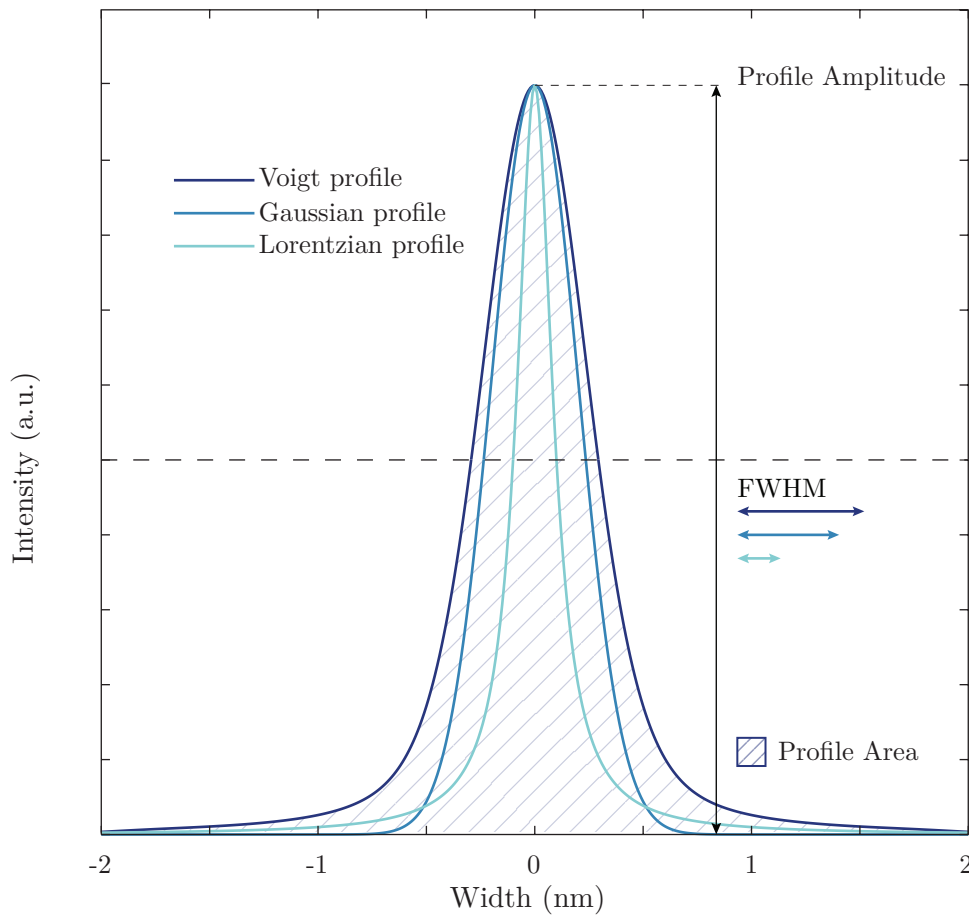 Profile Amplitude
Voigt profile
Gaussian profile
Lorentzian profile
Intensity (a.u.)
FWHM
Profile Area
-2 -1 0 1 2
Width (nm)